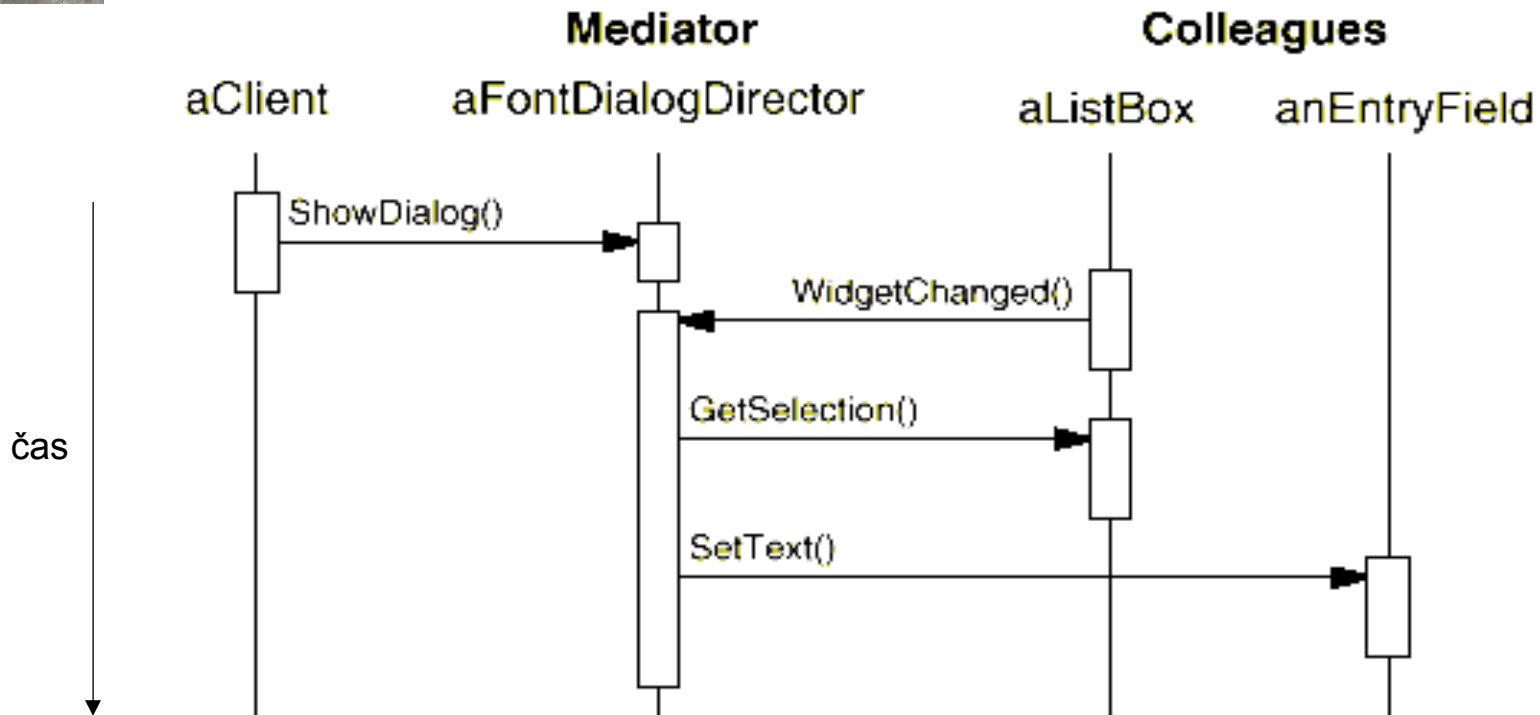 Mediator Colleagues
aClient aFontDialogDirector aListBox anEntryField
ShowDialog()
WidgetChanged()
GetSelection()
čas
SetText()